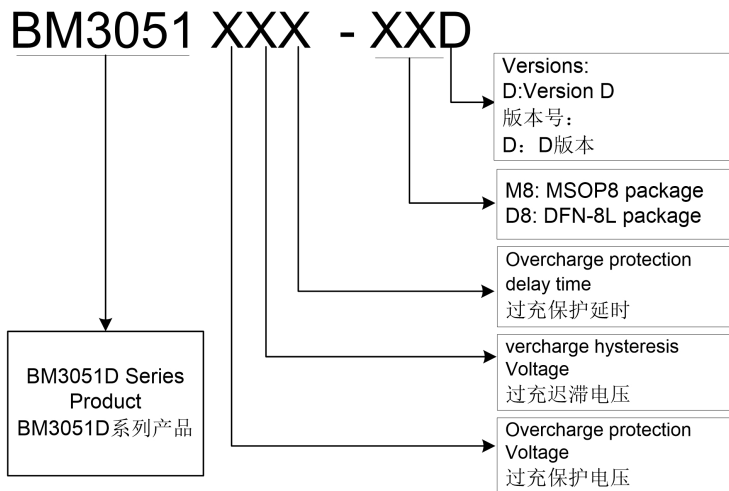 BM3051 XXX - XXD
Versions:
D:Version D
版本号：
D：D版本
M8: MSOP8 package
D8: DFN-8L package
Overcharge protection
delay time
过充保护延时
vercharge hysteresis
Voltage
过充迟滞电压
Overcharge protection
Voltage
过充保护电压
BM3051D Series
Product
BM3051D系列产品